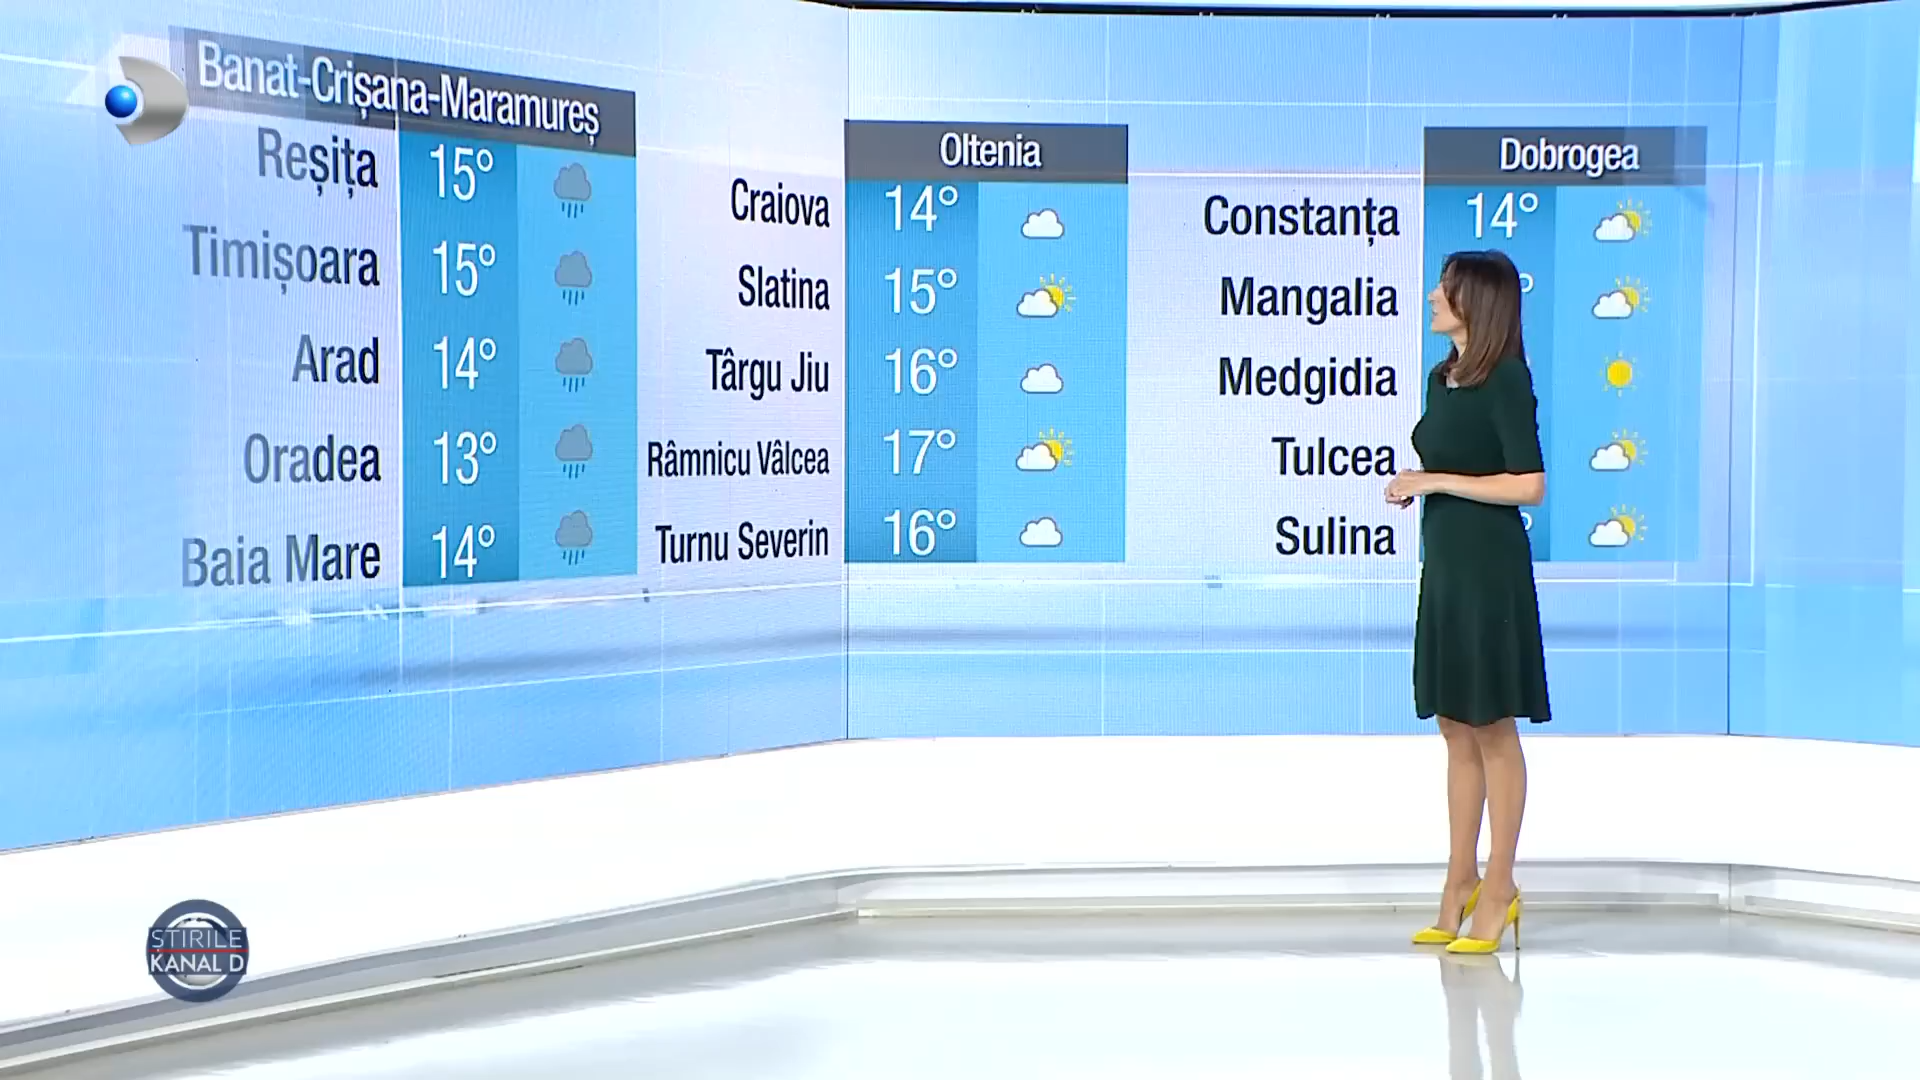 Banat-Crișana-Maramureș
Reșița 15°
Timișoara 15°
Arad 14°
Oradea 13°
Baia Mare 14°
Oltenia
Craiova 14°
Slatina 15°
Târgu Jiu 16°
Râmnicu Vâlcea 17°
Turnu Severin 16°
Dobrogea
Constanța 14°
Mangalia
Medgidia
Tulcea
Sulina
ȘTIRILE
KANAL D